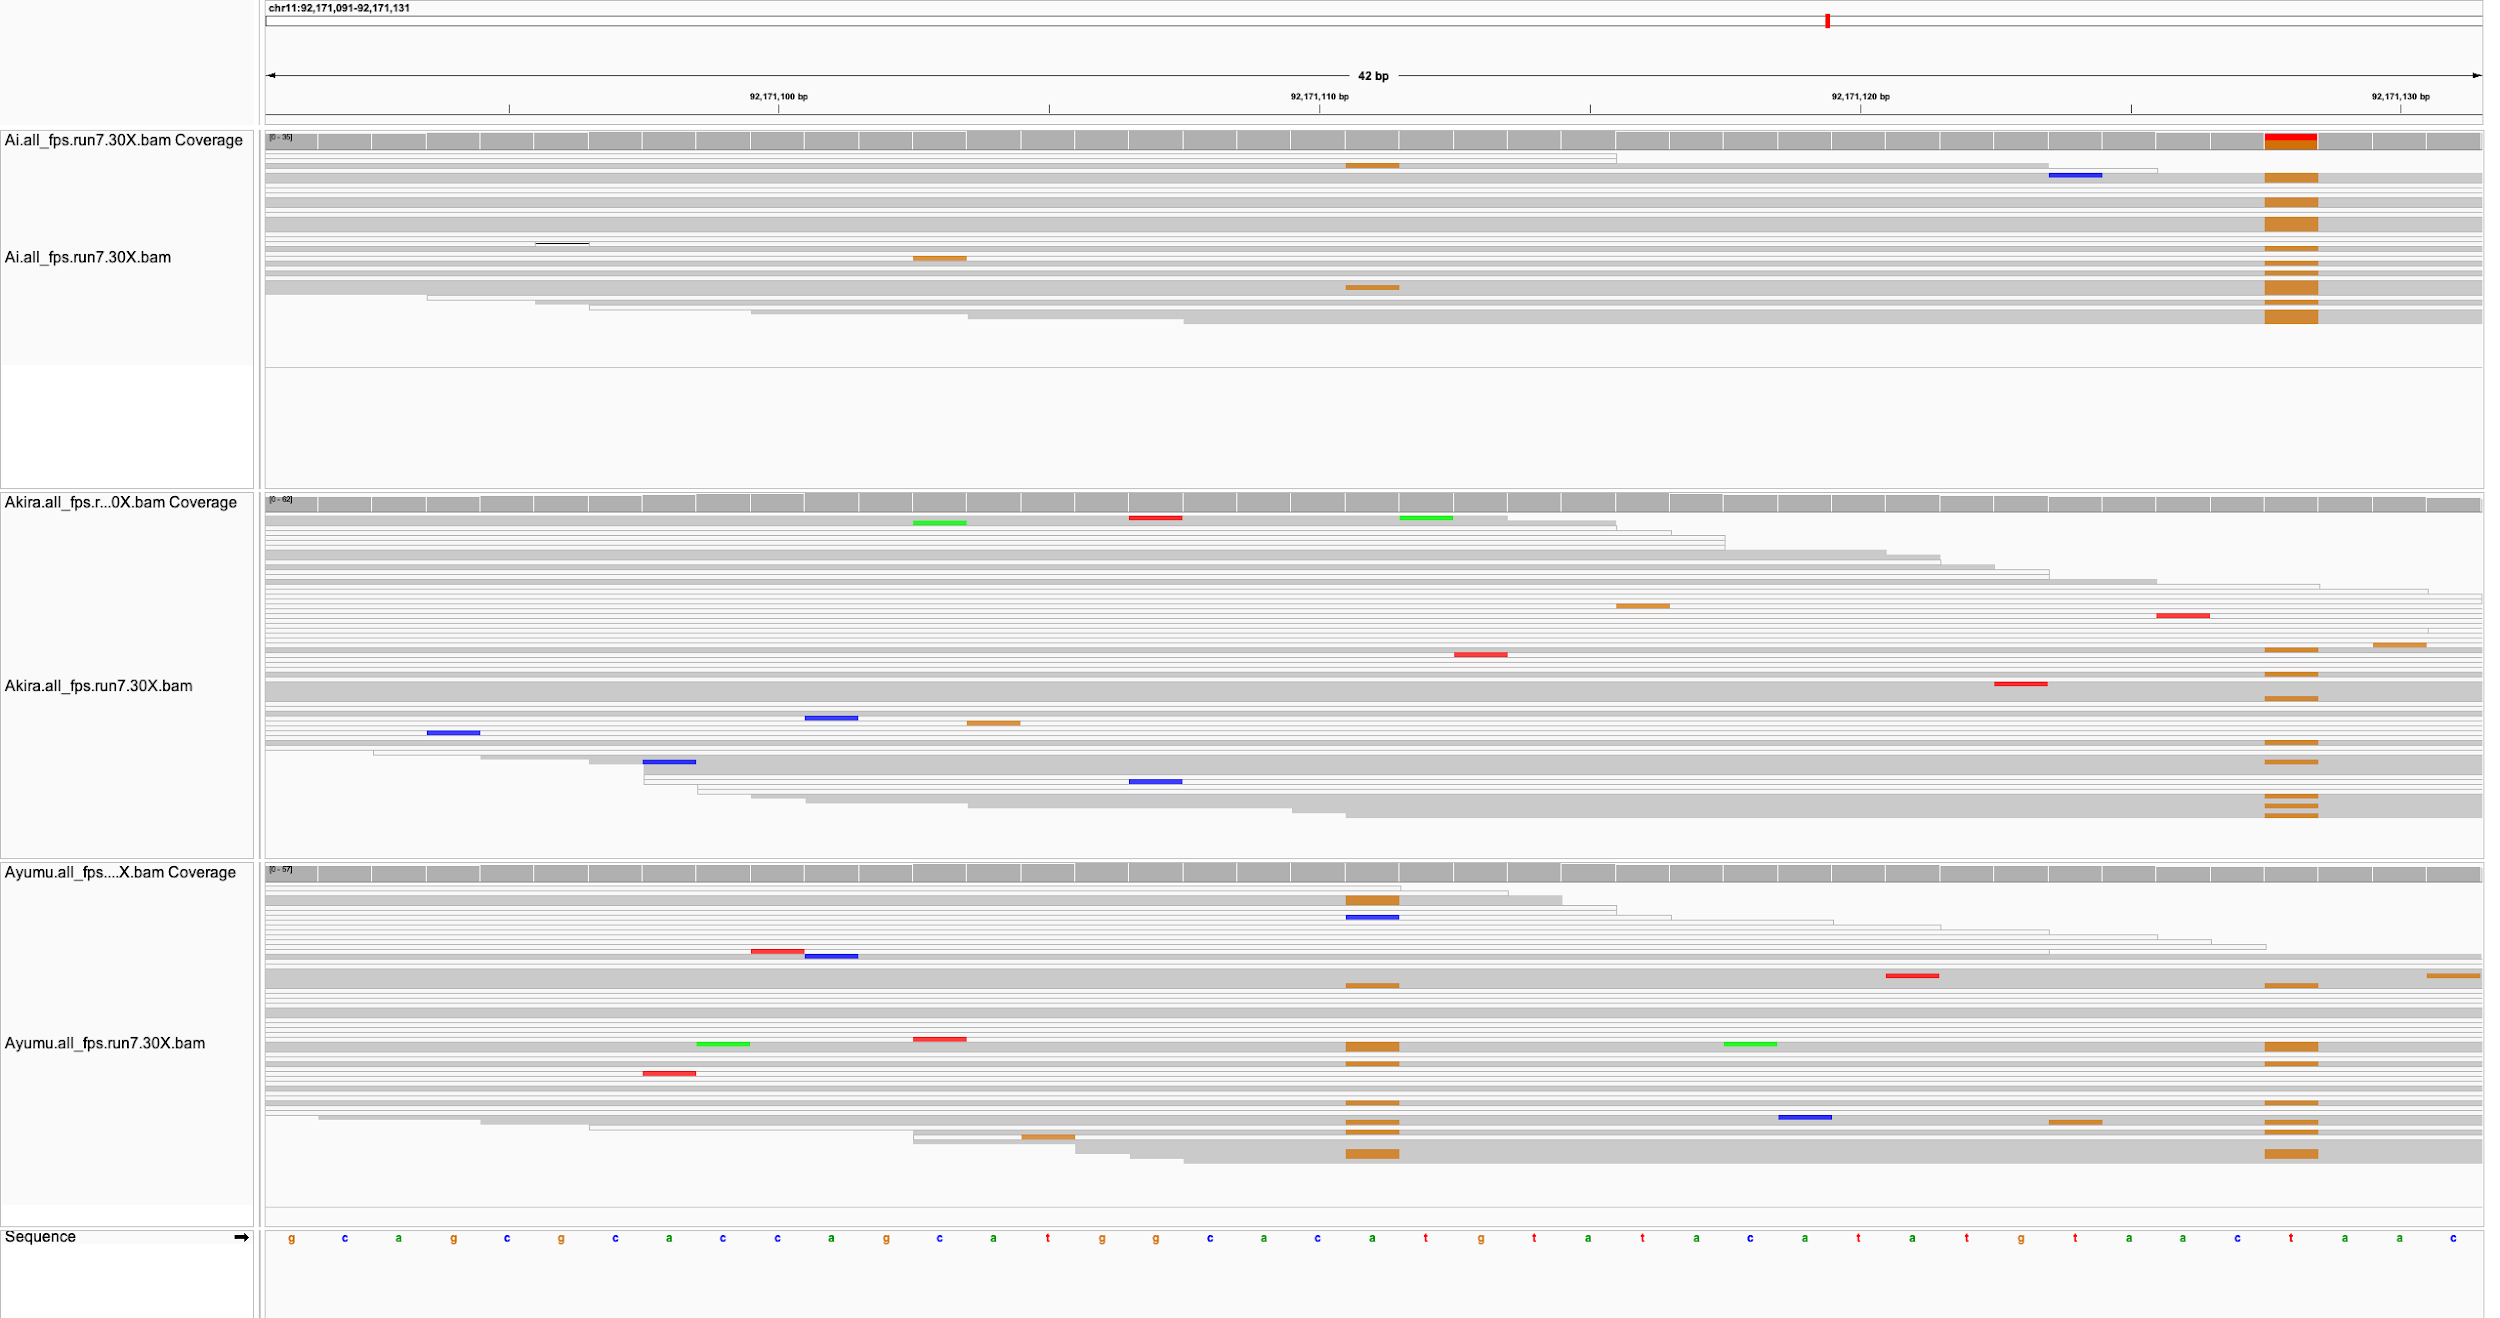 chr11:92,171,091-92,171,131
42 bp
92,171,100 bp 92,171,110 bp 92,171,120 bp 92,171,130 bp
Ai.all_fps.run7.30X.bam Coverage
[0 - 35]
Ai.all_fps.run7.30X.bam
Akira.all_fps.r...0X.bam Coverage
[0 - 62]
Akira.all_fps.run7.30X.bam
Ayumu.all_fps....X.bam Coverage
[0 - 57]
Ayumu.all_fps.run7.30X.bam
Sequence g c a g c g c a c c a g c a t g g c a c a t g t a t a c a t a t g t a a c t a a c